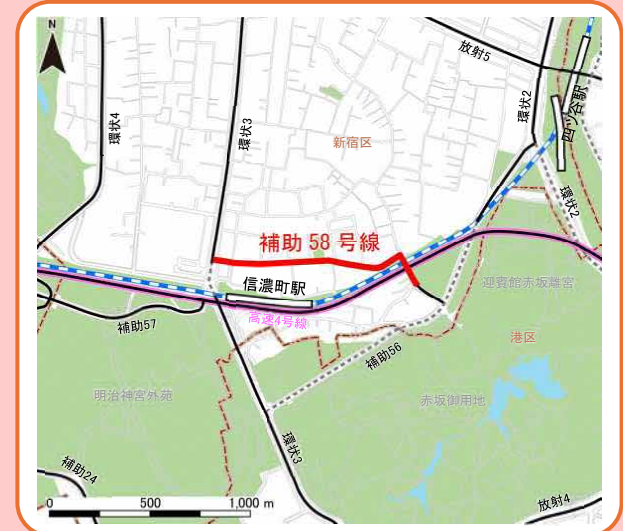 N
放射5
環状4
環状3
環状2
四ツ谷駅
新宿区
環状2
補助58号線
信濃町駅
迎賓館赤坂離宮
高速4号線
補助57
港区
補助56
明治神宮外苑
赤坂御用地
環状3
補助24
0 500 1,000 m
放射4